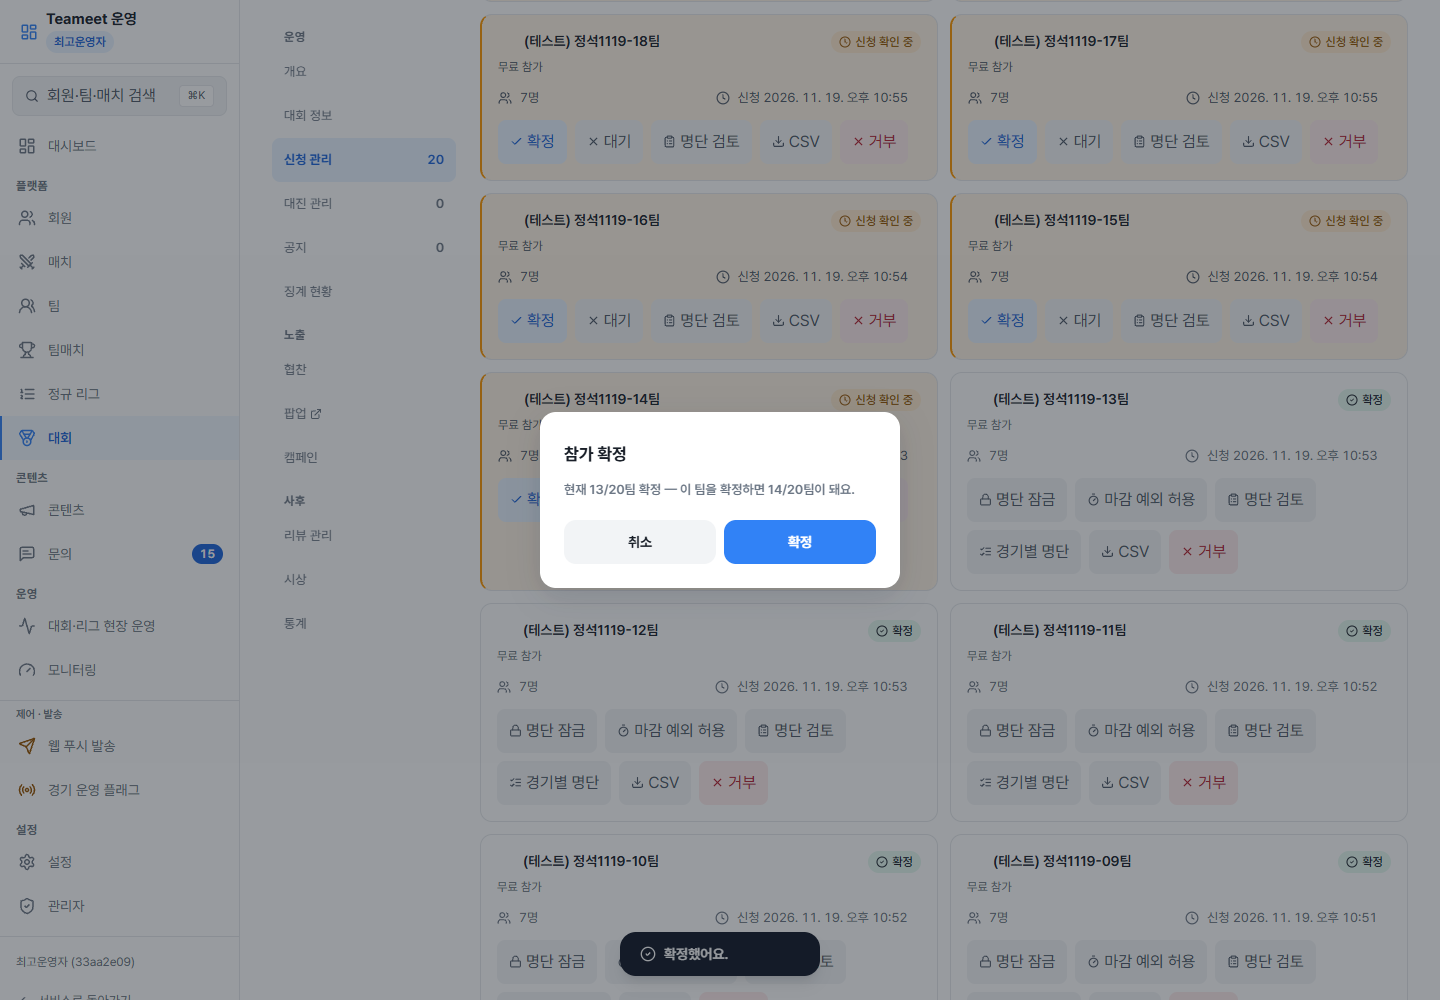 Teameet 운영
최고운영자
회원·팀·매치 검색 ⌘K
대시보드
플랫폼
회원
매치
팀
팀매치
정규 리그
대회
콘텐츠
콘텐츠
문의 15
운영
대회·리그 현장 운영
모니터링
제어 · 발송
웹 푸시 발송
경기 운영 플래그
설정
설정
관리자
최고운영자 (33aa2e09)
운영
개요
대회 정보
신청 관리 20
대진 관리 0
공지 0
징계 현황
노출
협찬
팝업
캠페인
사후
리뷰 관리
시상
통계
(테스트) 정석1119-18팀 신청 확인 중
무료 참가
7명 신청 2026. 11. 19. 오후 10:55
확정 대기 명단 검토 CSV 거부
(테스트) 정석1119-17팀 신청 확인 중
무료 참가
7명 신청 2026. 11. 19. 오후 10:55
확정 대기 명단 검토 CSV 거부
(테스트) 정석1119-16팀 신청 확인 중
무료 참가
7명 신청 2026. 11. 19. 오후 10:54
확정 대기 명단 검토 CSV 거부
(테스트) 정석1119-15팀 신청 확인 중
무료 참가
7명 신청 2026. 11. 19. 오후 10:54
확정 대기 명단 검토 CSV 거부
(테스트) 정석1119-14팀 신청 확인 중
무료 참가
(테스트) 정석1119-13팀 확정
무료 참가
7명 신청 2026. 11. 19. 오후 10:53
명단 잠금 마감 예외 허용 명단 검토
경기별 명단 CSV 거부
참가 확정
현재 13/20팀 확정 — 이 팀을 확정하면 14/20팀이 돼요.
취소 확정
(테스트) 정석1119-12팀 확정
무료 참가
7명 신청 2026. 11. 19. 오후 10:53
명단 잠금 마감 예외 허용 명단 검토
경기별 명단 CSV 거부
(테스트) 정석1119-11팀 확정
무료 참가
7명 신청 2026. 11. 19. 오후 10:52
명단 잠금 마감 예외 허용 명단 검토
경기별 명단 CSV 거부
(테스트) 정석1119-10팀 확정
무료 참가
7명 신청 2026. 11. 19. 오후 10:52
명단 잠금
(테스트) 정석1119-09팀 확정
무료 참가
7명 신청 2026. 11. 19. 오후 10:51
명단 잠금 마감 예외 허용 명단 검토
확정했어요.